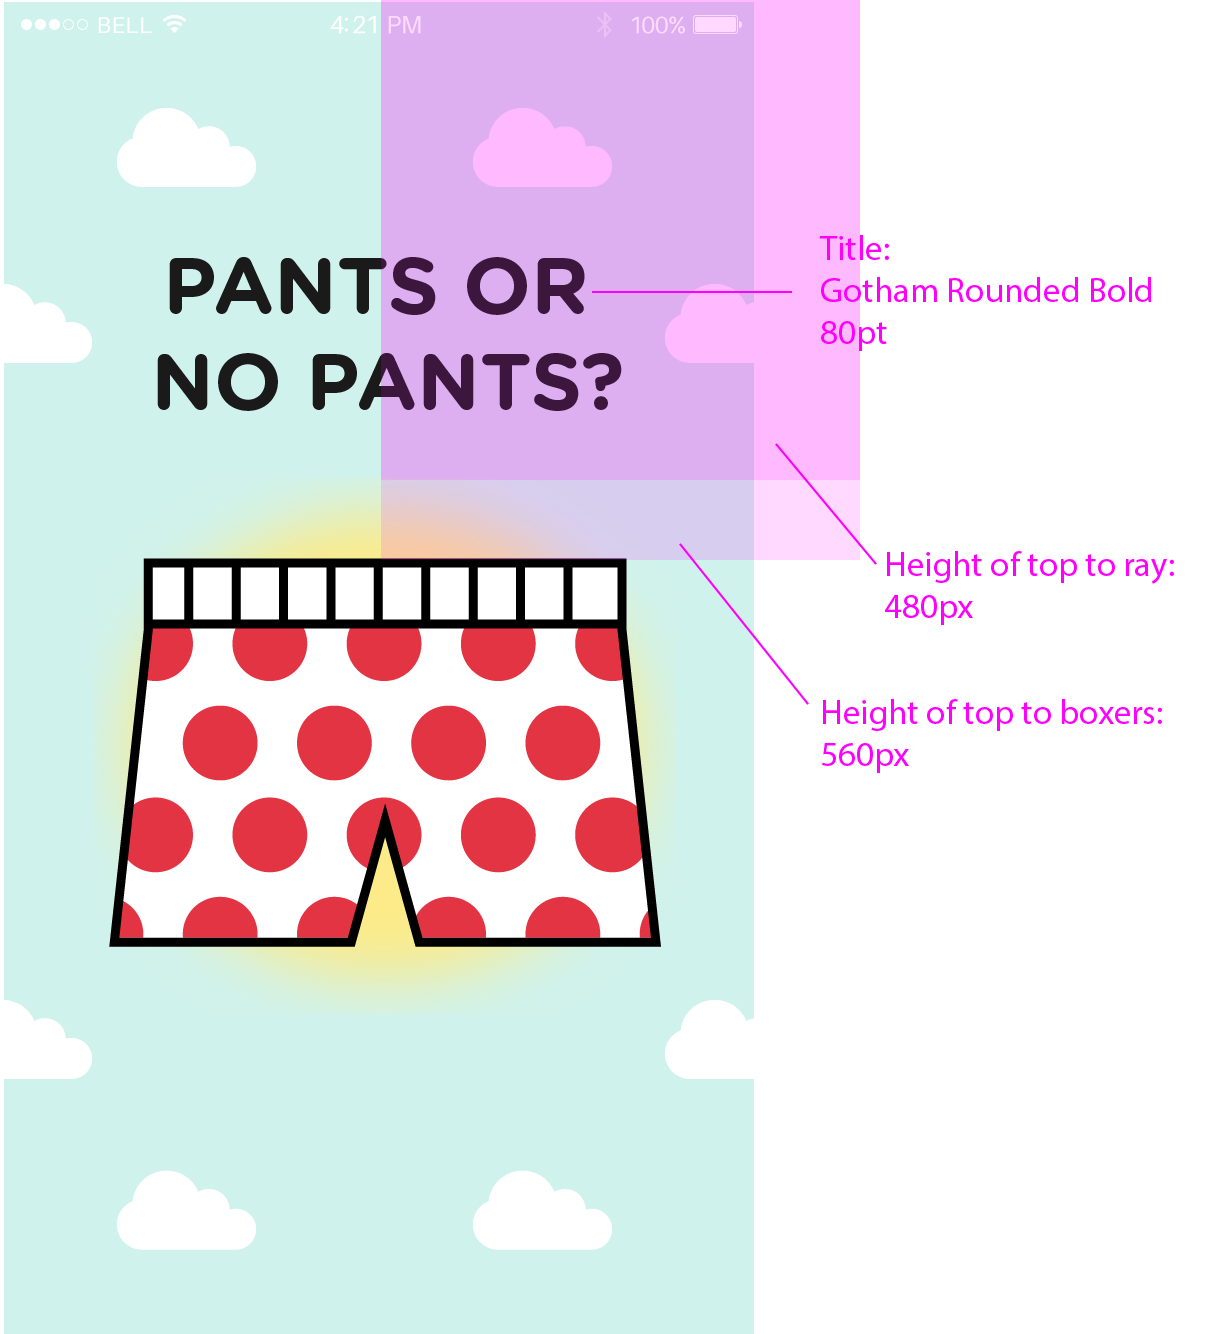 BELL 4:21 PM 100%
PANTS OR
NO PANTS?
Title:
Gotham Rounded Bold
80pt
Height of top to ray:
480px
Height of top to boxers:
560px